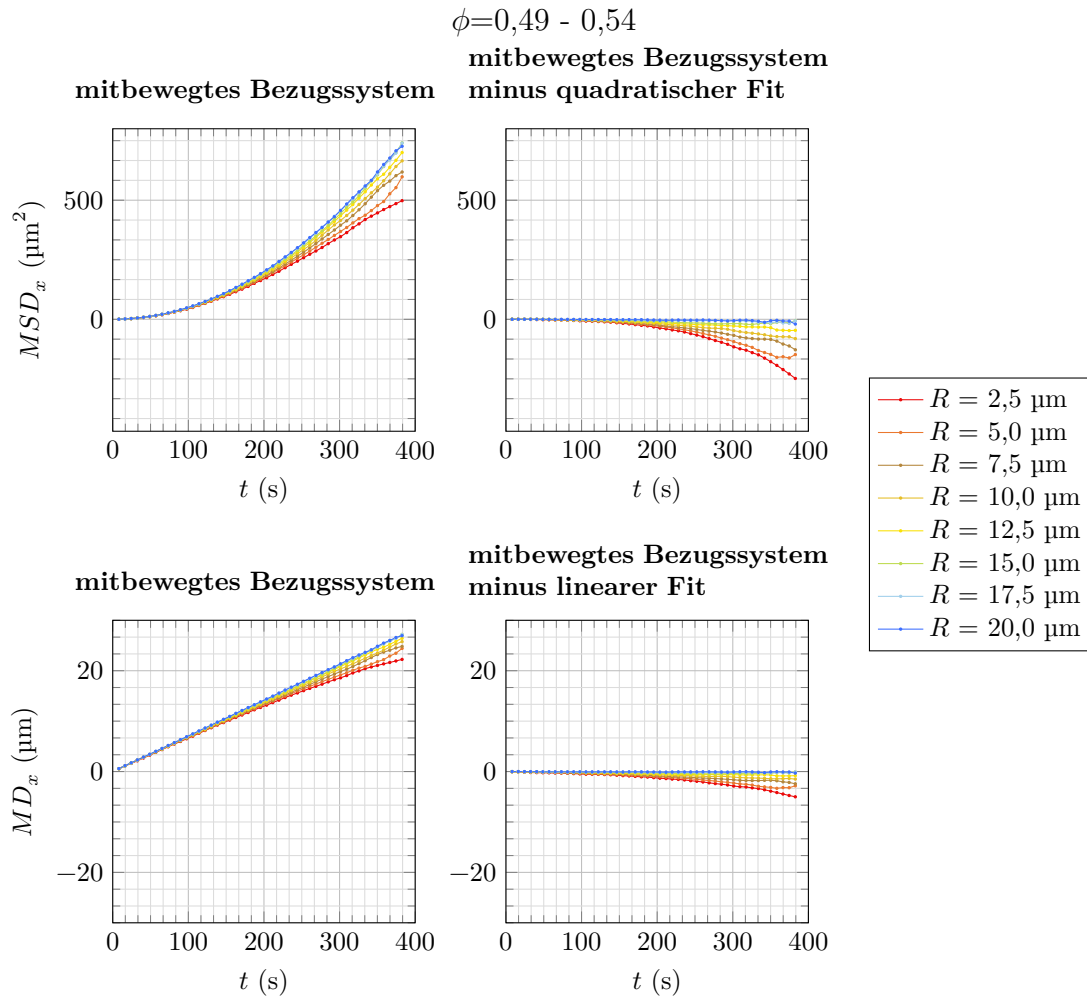 ϕ=0,49 - 0,54
mitbewegtes Bezugssystem
mitbewegtes Bezugssystem
minus quadratischer Fit
500
0
MSD_x (µm²)
0 100 200 300 400
t (s)
500
0
0 100 200 300 400
t (s)
R = 2,5 µm
R = 5,0 µm
R = 7,5 µm
R = 10,0 µm
R = 12,5 µm
R = 15,0 µm
R = 17,5 µm
R = 20,0 µm
mitbewegtes Bezugssystem
mitbewegtes Bezugssystem
minus linearer Fit
20
0
−20
MD_x (µm)
0 100 200 300 400
t (s)
20
0
−20
0 100 200 300 400
t (s)